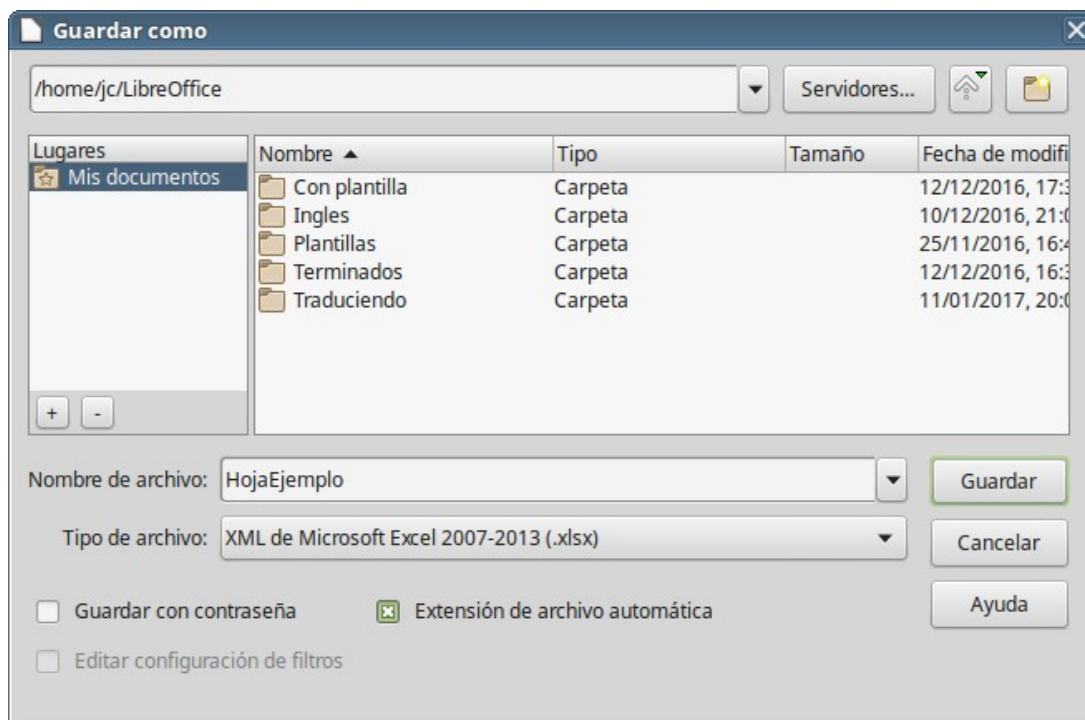 Guardar como
/home/jc/LibreOffice
Servidores...
Lugares
Mis documentos
+ -
Nombre Tipo Tamaño Fecha de modifi
Con plantilla Carpeta 12/12/2016, 17:3
Ingles Carpeta 10/12/2016, 21:0
Plantillas Carpeta 25/11/2016, 16:4
Terminados Carpeta 12/12/2016, 16:3
Traduciendo Carpeta 11/01/2017, 20:0
Nombre de archivo: HojaEjemplo Guardar
Tipo de archivo: XML de Microsoft Excel 2007-2013 (.xlsx) Cancelar
Guardar con contraseña Extensión de archivo automática Ayuda
Editar configuración de filtros